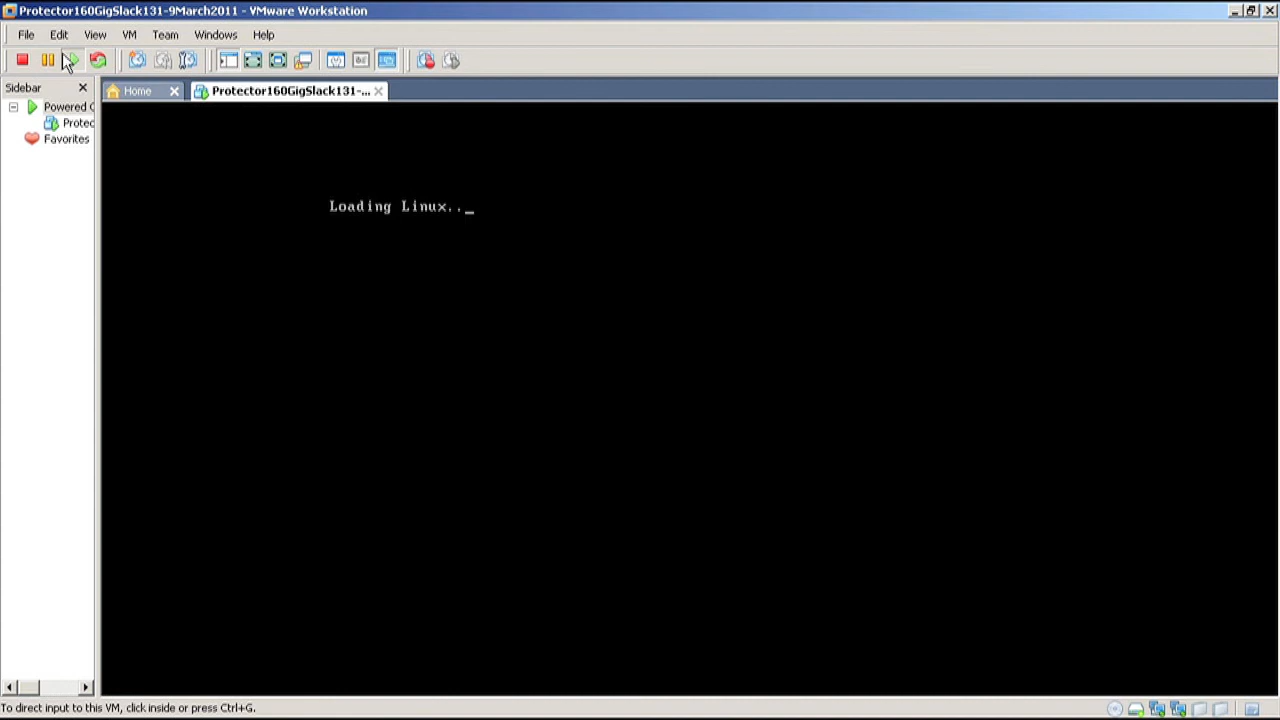 Protector160GigSlack131-9March2011 - VMware Workstation
File Edit View VM Team Windows Help
Sidebar
Home
Protector160GigSlack131-...
Powered O
Protec
Favorites
Loading Linux.._
To direct input to this VM, click inside or press Ctrl+G.